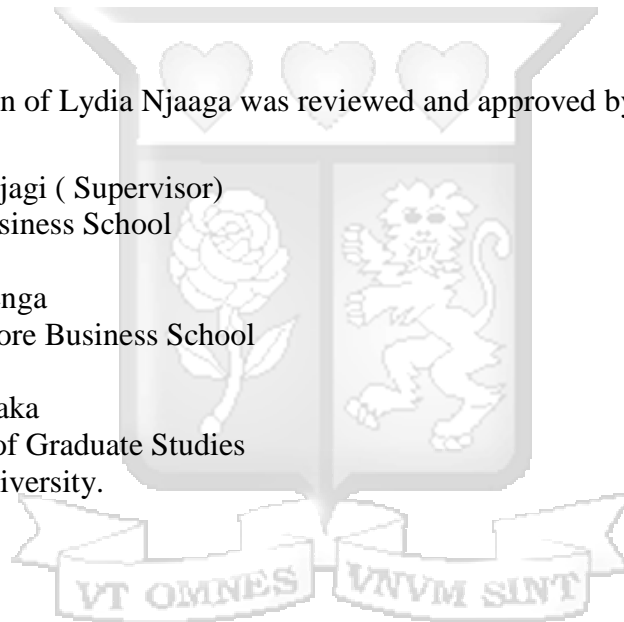 n of Lydia Njaaga was reviewed and approved by
jagi ( Supervisor)
siness School
nga
ore Business School
aka
of Graduate Studies
iversity.
VT OMNES VNVM SINT